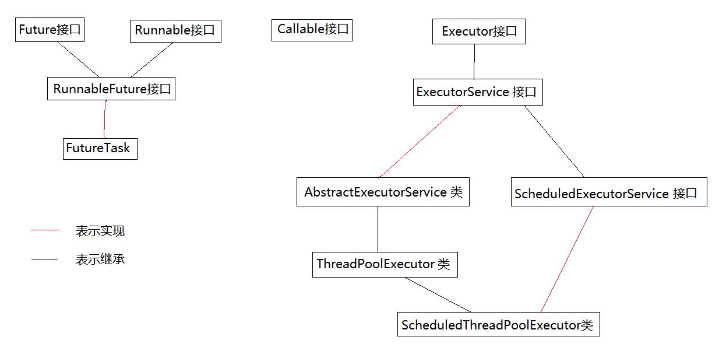 Future接口
Runnable接口
Callable接口
Executor接口
RunnableFuture接口
ExecutorService 接口
FutureTask
AbstractExecutorService 类
ScheduledExecutorService 接口
表示实现
表示继承
ThreadPoolExecutor 类
ScheduledThreadPoolExecutor类